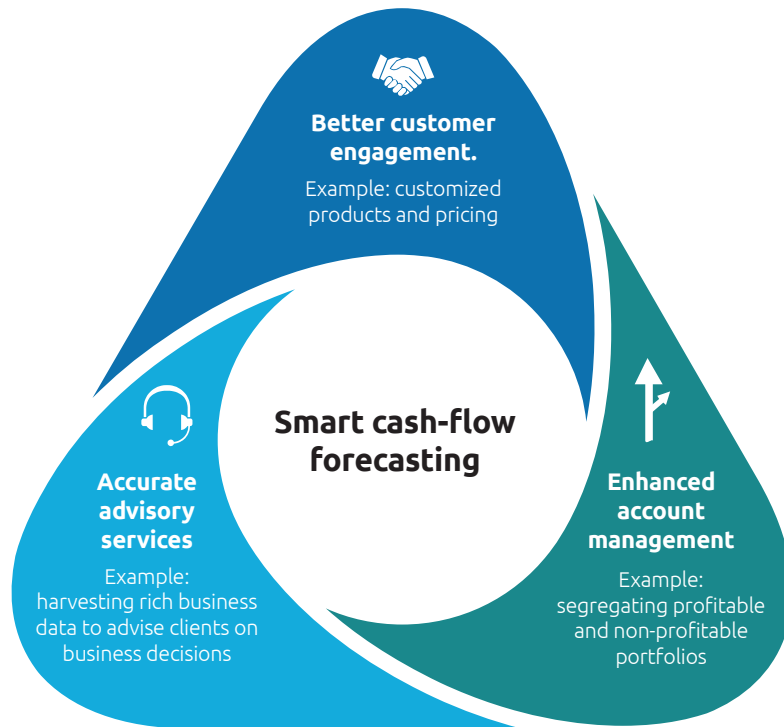 Better customer
engagement.
Example: customized
products and pricing
Smart cash-flow
forecasting
Accurate
advisory
services
Example:
harvesting rich business
data to advise clients on
business decisions
Enhanced
account
management
Example:
segregating profitable
and non-profitable
portfolios